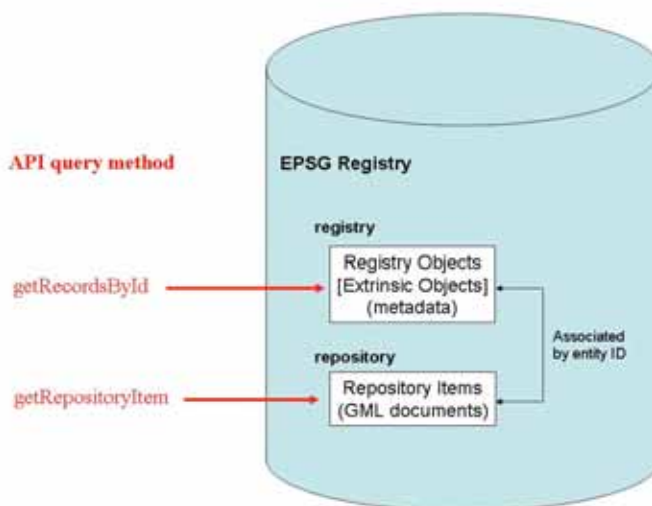 API query method
EPSG Registry
registry
Registry Objects
[Extrinsic Objects]
(metadata)
getRecordsById
Associated
by entity ID
repository
Repository Items
(GML documents)
getRepositoryItem